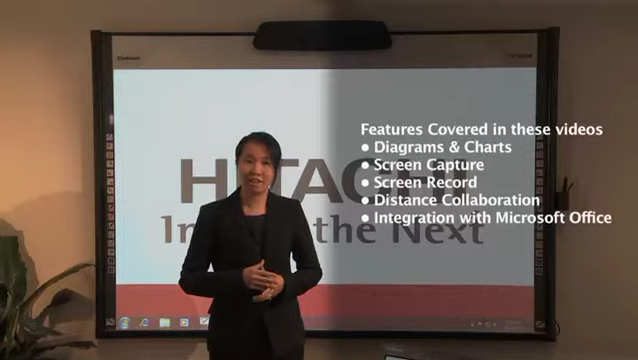 HITACHI
the Next
Features Covered in these videos
● Diagrams & Charts
● Screen Capture
● Screen Record
● Distance Collaboration
● Integration with Microsoft Office